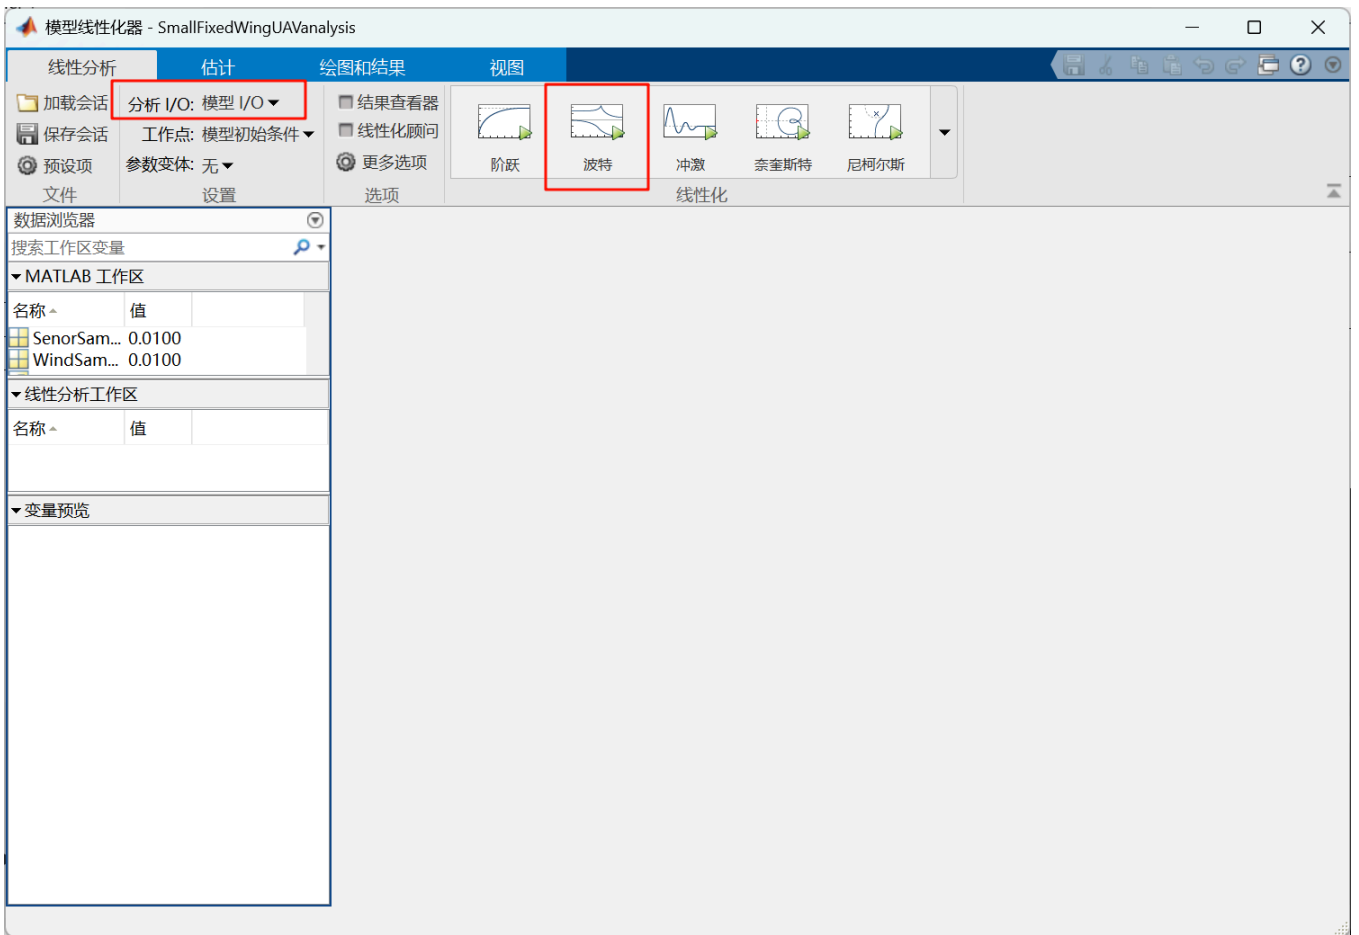 模型线性化器 - SmallFixedWingUAVanalysis
线性分析 估计 绘图和结果 视图
加载会话 分析 I/O: 模型 I/O 结果查看器
保存会话 工作点: 模型初始条件 线性化顾问
预设项 参数变体: 无 更多选项 阶跃 波特 冲激 奈奎斯特 尼柯尔斯
文件 设置 选项 线性化
数据浏览器
搜索工作区变量
MATLAB 工作区
名称 值
SenorSam... 0.0100
WindSam... 0.0100
线性分析工作区
名称 值
变量预览